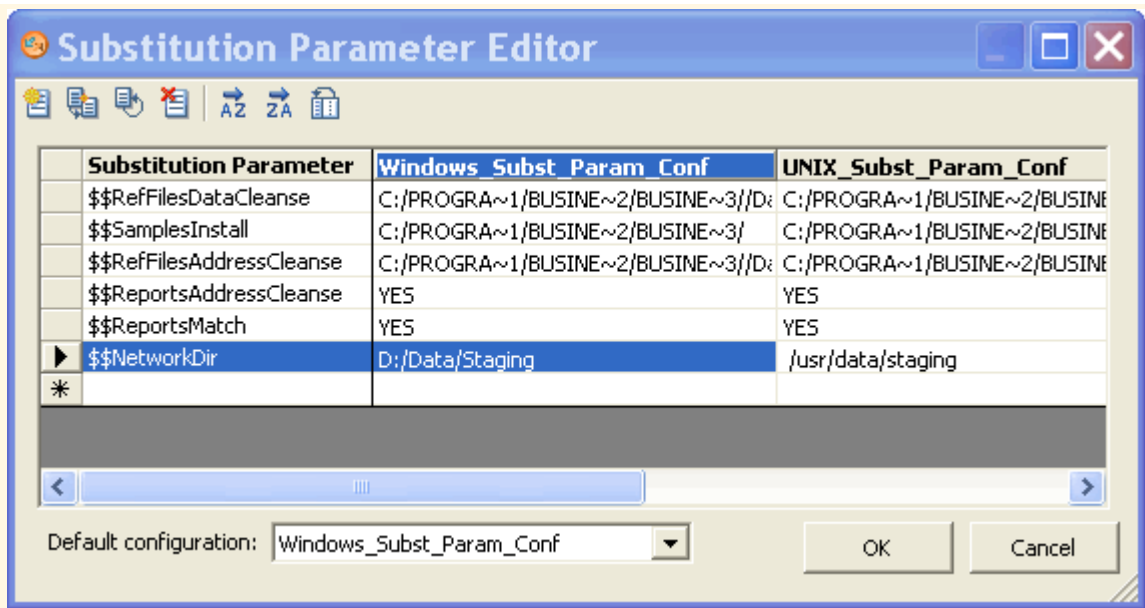 Substitution Parameter Editor
Substitution Parameter Windows_Subst_Param_Conf UNIX_Subst_Param_Conf
$$RefFilesDataCleanse C:/PROGRA~1/BUSINE~2/BUSINE~3//Da C:/PROGRA~1/BUSINE~2/BUSINE
$$SamplesInstall C:/PROGRA~1/BUSINE~2/BUSINE~3/ C:/PROGRA~1/BUSINE~2/BUSINE
$$RefFilesAddressCleanse C:/PROGRA~1/BUSINE~2/BUSINE~3//Da C:/PROGRA~1/BUSINE~2/BUSINE
$$ReportsAddressCleanse YES YES
$$ReportsMatch YES YES
$$NetworkDir D:/Data/Staging /usr/data/staging
Default configuration: Windows_Subst_Param_Conf OK Cancel